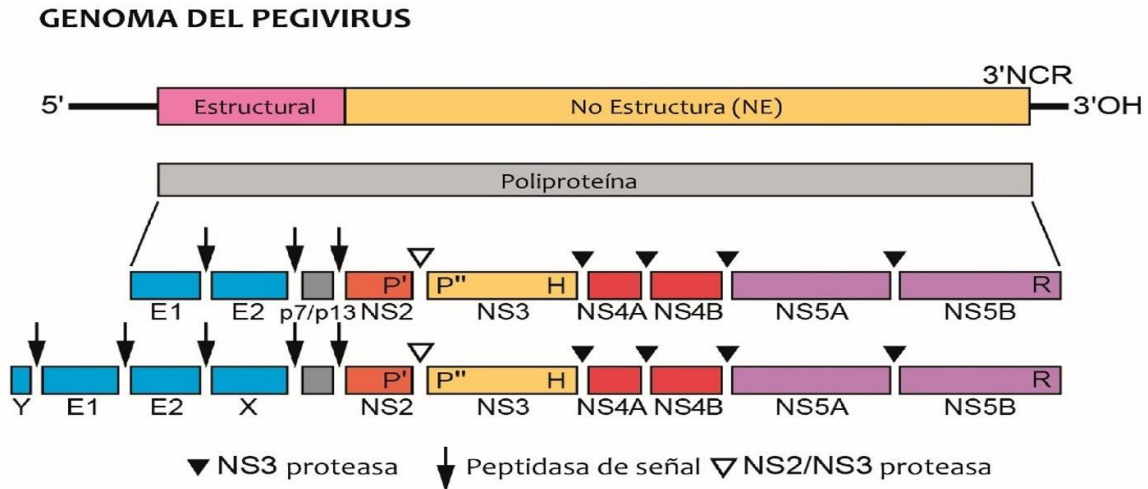 GENOMA DEL PEGIVIRUS
3'NCR
5' Estructural No Estructura (NE) 3'OH
Poliproteína
P' P" H R
E1 E2 p7/p13 NS2 NS3 NS4A NS4B NS5A NS5B
P' P" H R
Y E1 E2 X NS2 NS3 NS4A NS4B NS5A NS5B
NS3 proteasa Peptidasa de señal NS2/NS3 proteasa